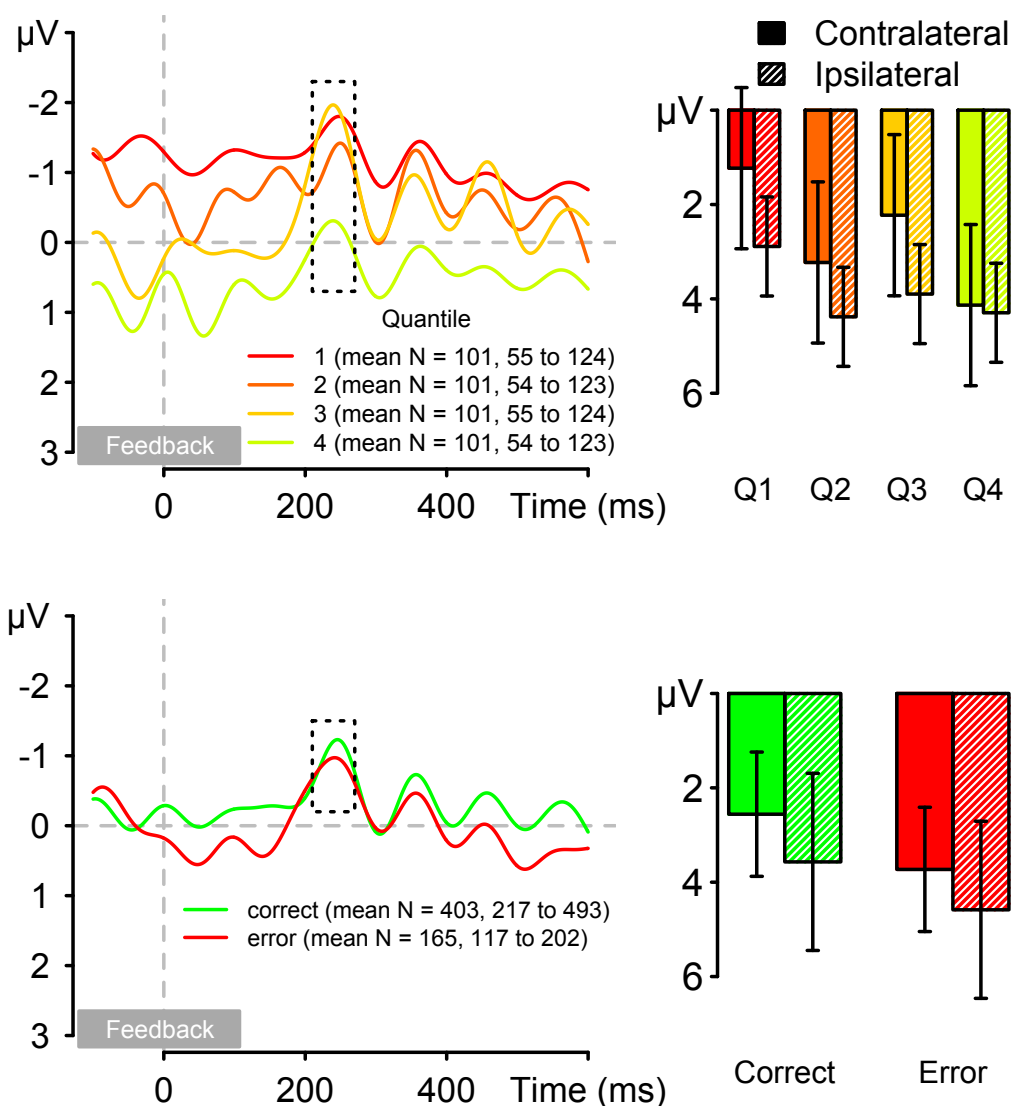 µV
-2
-1
0
1
2
3
Quantile
1 (mean N = 101, 55 to 124)
2 (mean N = 101, 54 to 123)
3 (mean N = 101, 55 to 124)
4 (mean N = 101, 54 to 123)
Feedback
0 200 400 Time (ms)
Contralateral
Ipsilateral
µV
2
4
6
Q1 Q2 Q3 Q4
µV
-2
-1
0
1
2
3
correct (mean N = 403, 217 to 493)
error (mean N = 165, 117 to 202)
Feedback
0 200 400 Time (ms)
µV
2
4
6
Correct Error